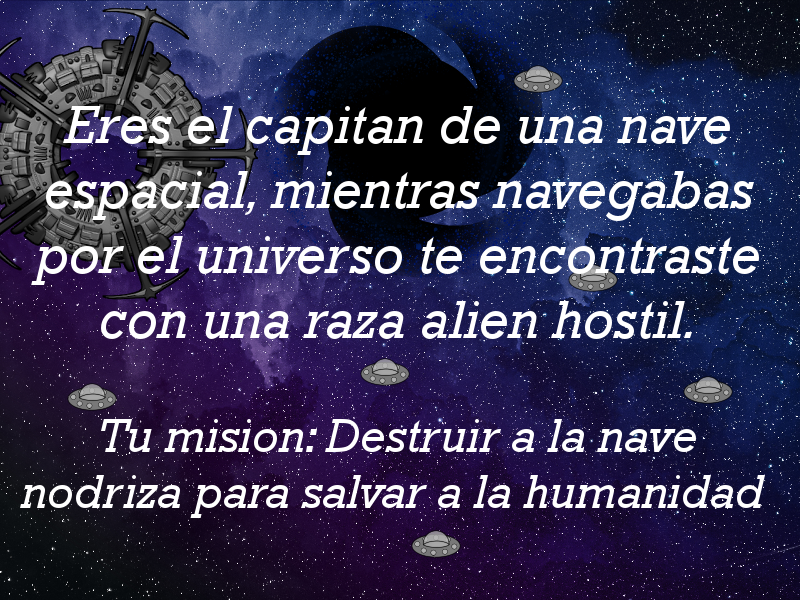 Eres el capitan de una nave
espacial, mientras navegabas
por el universo te encontraste
con una raza alien hostil.
Tu mision: Destruir a la nave
nodriza para salvar a la humanidad